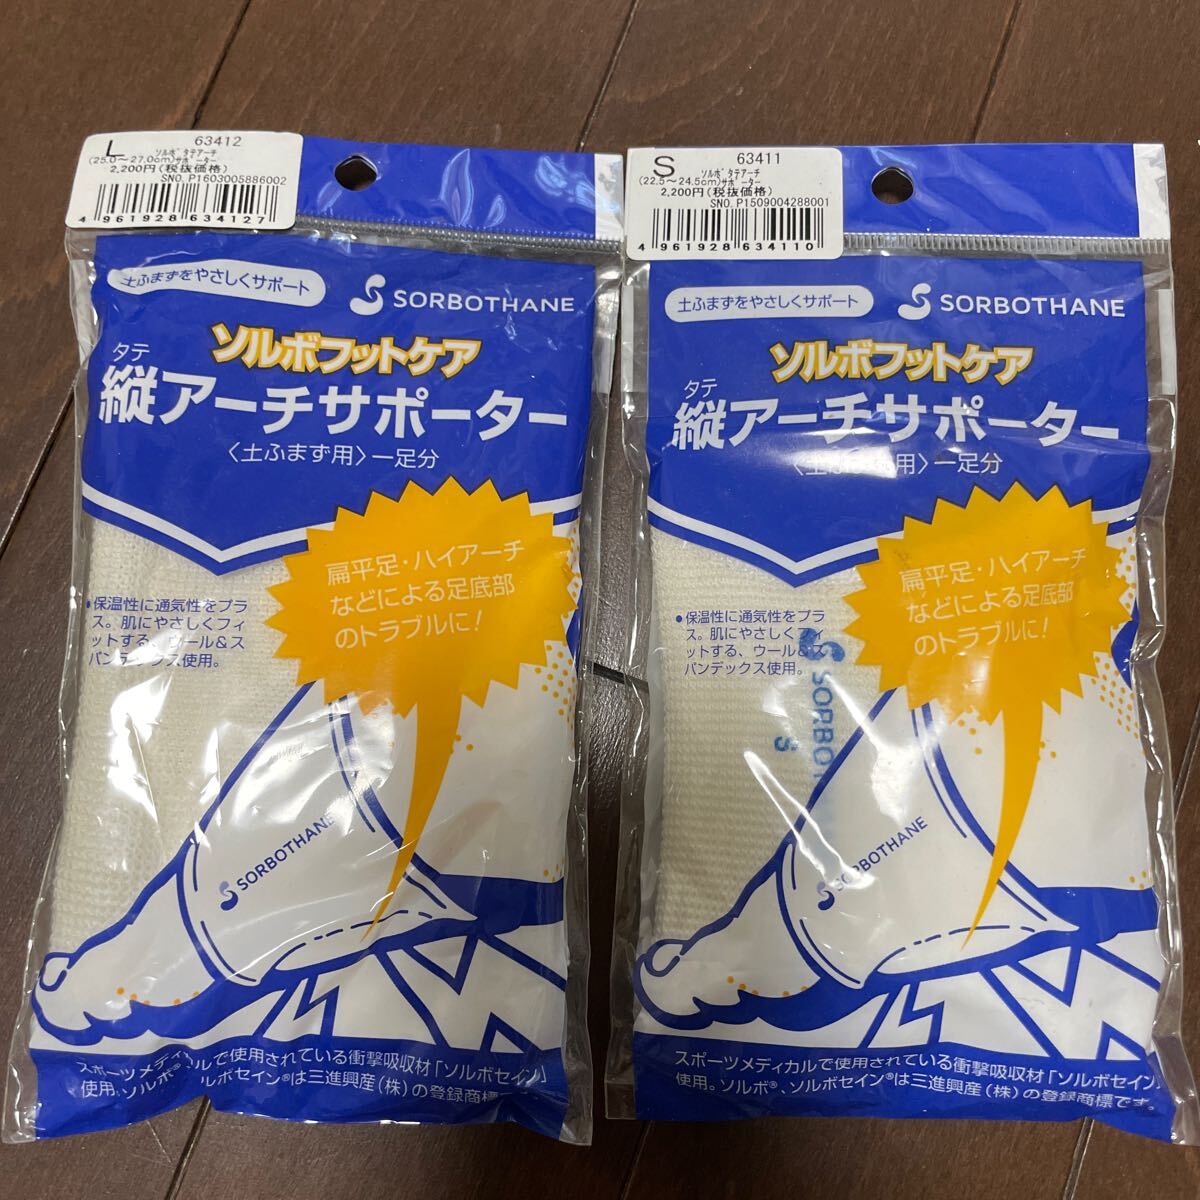 L 63412
ソルボ タテアーチ
(25.0～27.0cm)サポーター
2,200円(税抜価格)
SNO.P1603005886002
4 961928 634127
土ふまずをやさしくサポート
SORBOTHANE
ソルボフットケア
タテ
縦アーチサポーター
〈土ふまず用〉一足分
扁平足・ハイアーチ
などによる足底部
のトラブルに!
•保温性に通気性をプラ
ス。肌にやさしくフィ
ットする、ウール&ス
パンデックス使用。
SORBOTHANE
スポーツメディカルで使用されている衝撃吸収材「ソルボセイン」
使用。ソルボ®、ソルボセイン®は三進興産(株)の登録商標
S 63411
ソルボ タテアーチ
(22.5～24.5cm)サポーター
2,200円(税抜価格)
SNO.P1509004288001
4 961928 634110
土ふまずをやさしくサポート
SORBOTHANE
ソルボフットケア
タテ
縦アーチサポーター
〈土ふまず用〉一足分
扁平足・ハイアーチ
などによる足底部
のトラブルに!
•保温性に通気性をプラ
ス。肌にやさしくフィ
ットする、ウール&ス
パンデックス使用。
SORBOTH
S
SORBOTHANE
スポーツメディカルで使用されている衝撃吸収材「ソルボセイン」
使用。ソルボ®、ソルボセイン®は三進興産(株)の登録商標です。